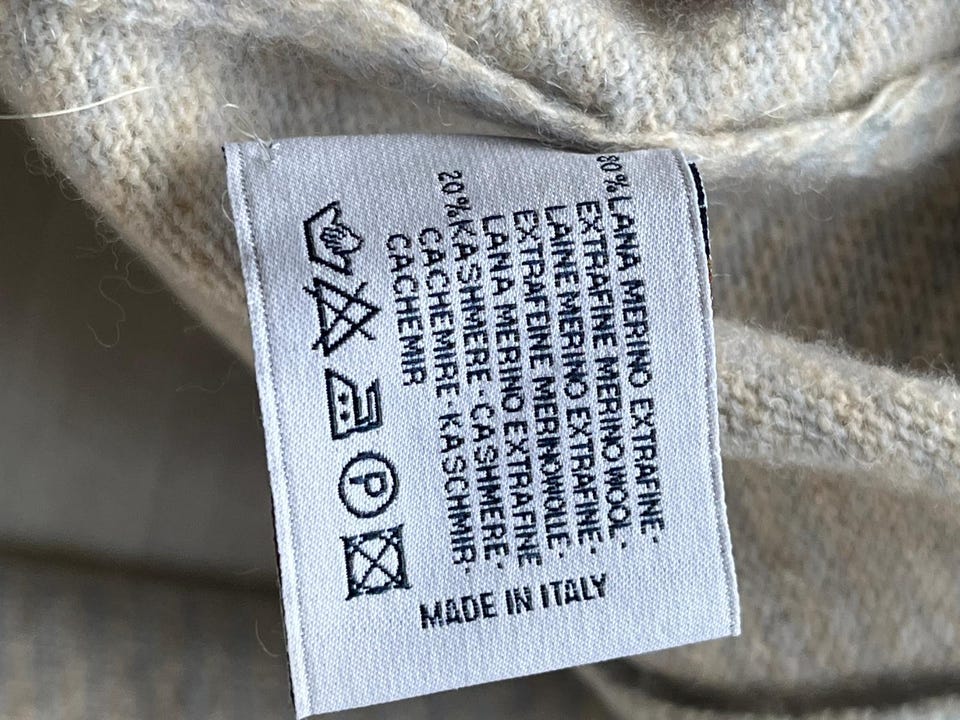 80% LANA MERINO EXTRAFINE·
EXTRAFINE MERINO WOOL·
LAINE MERINO EXTRAFINE·
EXTRAFEINE MERINOWOLLE·
LANA MERINO EXTRAFINE
20%KASHMERE·CASHMERE·
CACHEMIRE·KASCHMIR·
CACHEMIR
P
MADE IN ITALY